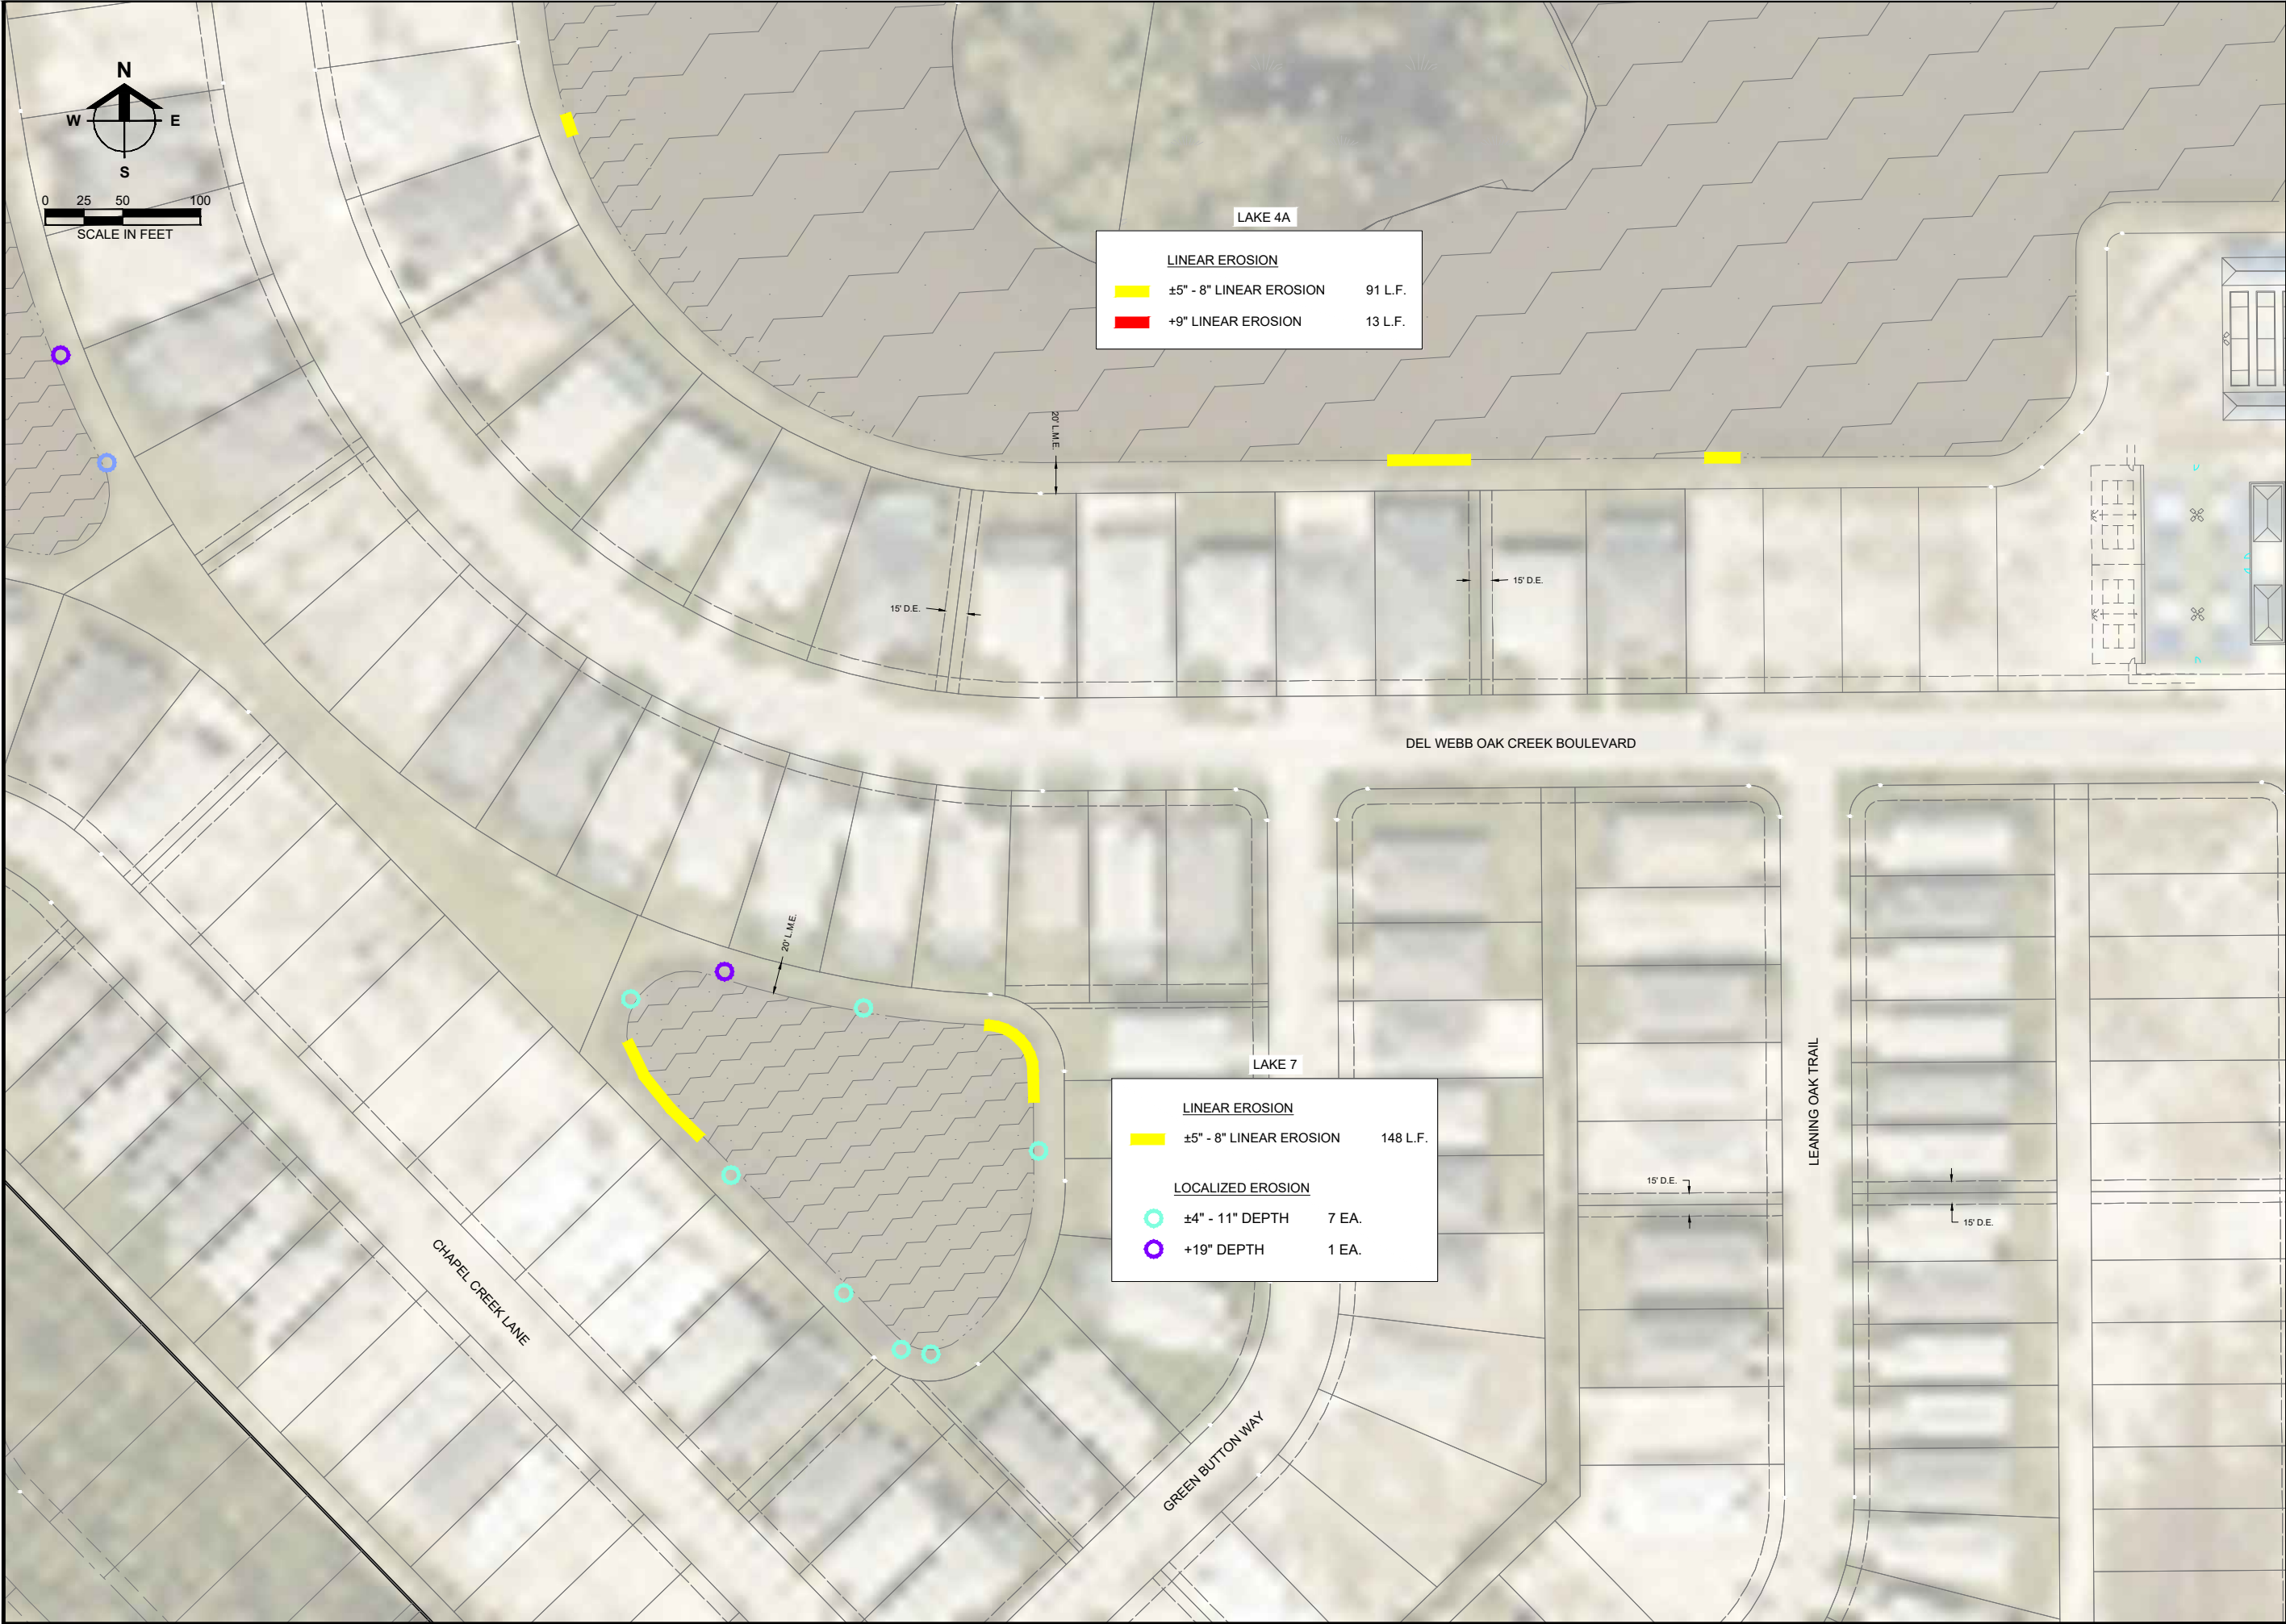 N
W E
S
0 25 50 100
SCALE IN FEET
LAKE 4A
LINEAR EROSION
±5" - 8" LINEAR EROSION 91 L.F.
+9" LINEAR EROSION 13 L.F.
20' L.M.E.
15' D.E.
15' D.E.
DEL WEBB OAK CREEK BOULEVARD
20' L.M.E.
LAKE 7
LINEAR EROSION
±5" - 8" LINEAR EROSION 148 L.F.
LOCALIZED EROSION
±4" - 11" DEPTH 7 EA.
+19" DEPTH 1 EA.
LEANING OAK TRAIL
15' D.E.
15' D.E.
CHAPEL CREEK LANE
GREEN BUTTON WAY